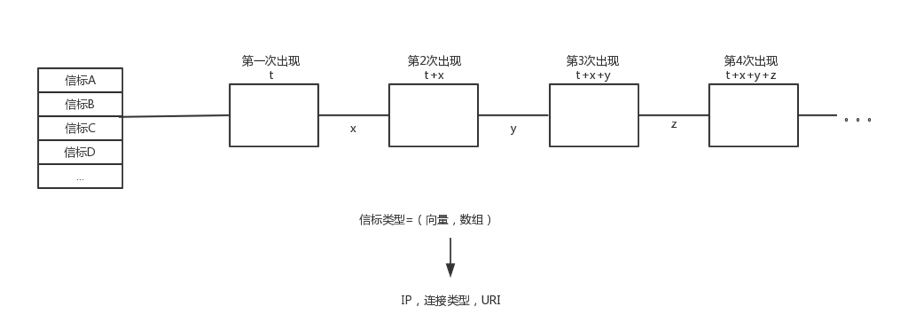 第一次出现
t
第2次出现
t+x
第3次出现
t+x+y
第4次出现
t+x+y+z
信标A
信标B
信标C
信标D
...
x
y
z
。。。
信标类型=（向量，数组）
IP，连接类型，URI